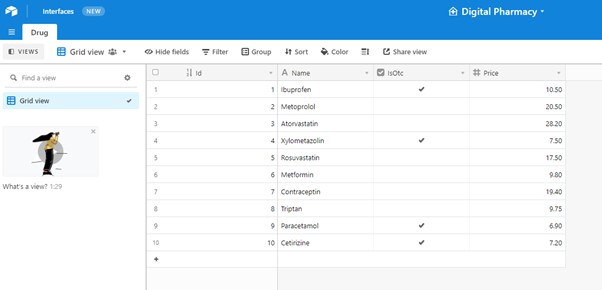 Interfaces NEW Digital Pharmacy
Drug
VIEWS Grid view Hide fields Filter Group Sort Color Share view
Find a view
Grid view
What's a view? 1:29
Id Name IsOtc Price
1 1 Ibuprofen 10.50
2 2 Metoprolol 20.50
3 3 Atorvastatin 28.20
4 4 Xylometazolin 7.50
5 5 Rosuvastatin 17.50
6 6 Metformin 9.80
7 7 Contraceptin 19.40
8 8 Triptan 9.75
9 9 Paracetamol 6.90
10 10 Cetirizine 7.20
+